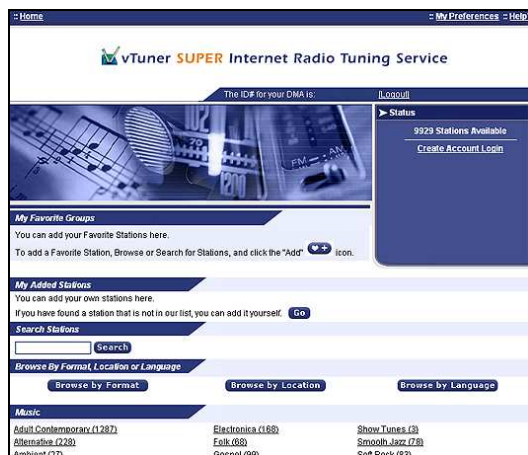 :: Home :: My Preferences :: Help
vTuner SUPER Internet Radio Tuning Service
The ID# for your DMA is: [Logout]
Status
9929 Stations Available
Create Account Login
FM AM
My Favorite Groups
You can add your Favorite Stations here.
To add a Favorite Station, Browse or Search for Stations, and click the "Add" icon.
My Added Stations
You can add your own stations here.
If you have found a station that is not in our list, you can add it yourself. Go
Search Stations
Search
Browse By Format, Location or Language
Browse by Format Browse by Location Browse by Language
Music
Adult Contemporary (1287) Electronica (168) Show Tunes (3)
Alternative (228) Folk (68) Smooth Jazz (78)
Ambient (27) Gospel (99) Soft Rock (83)